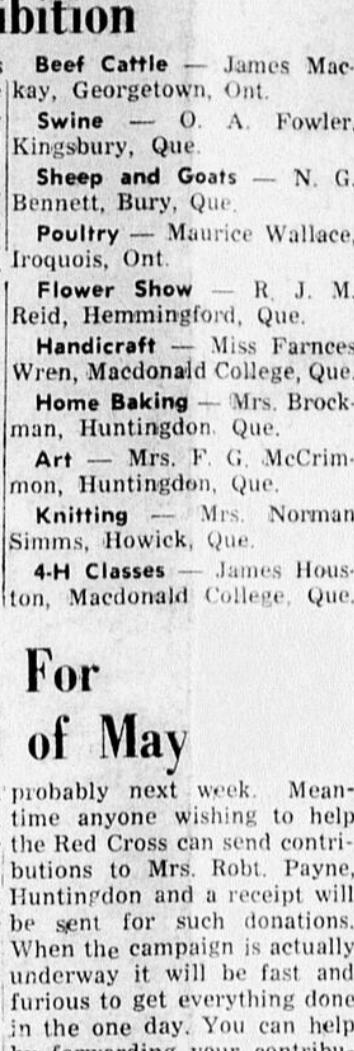 ibition
Beef Cattle — James Mac-
kay, Georgetown, Ont.
Swine — O. A. Fowler,
Kingsbury, Que.
Sheep and Goats — N. G.
Bennett, Bury, Que.
Poultry — Maurice Wallace,
Iroquois, Ont.
Flower Show — R. J. M.
Reid, Hemmingford, Que.
Handicraft — Miss Farnces
Wren, Macdonald College, Que.
Home Baking — Mrs. Brock-
man, Huntingdon. Que.
Art — Mrs. F. G. McCrim-
mon, Huntingdon, Que.
Knitting — Mrs. Norman
Simms, Howick, Que.
4-H Classes — James Hous-
ton, Macdonald College, Que.
For
of May
probably next week. Mean-
time anyone wishing to help
the Red Cross can send contri-
butions to Mrs. Robt. Payne,
Huntingdon and a receipt will
be sent for such donations.
When the campaign is actually
underway it will be fast and
furious to get everything done
in the one day. You can help
by forwarding your contribu-